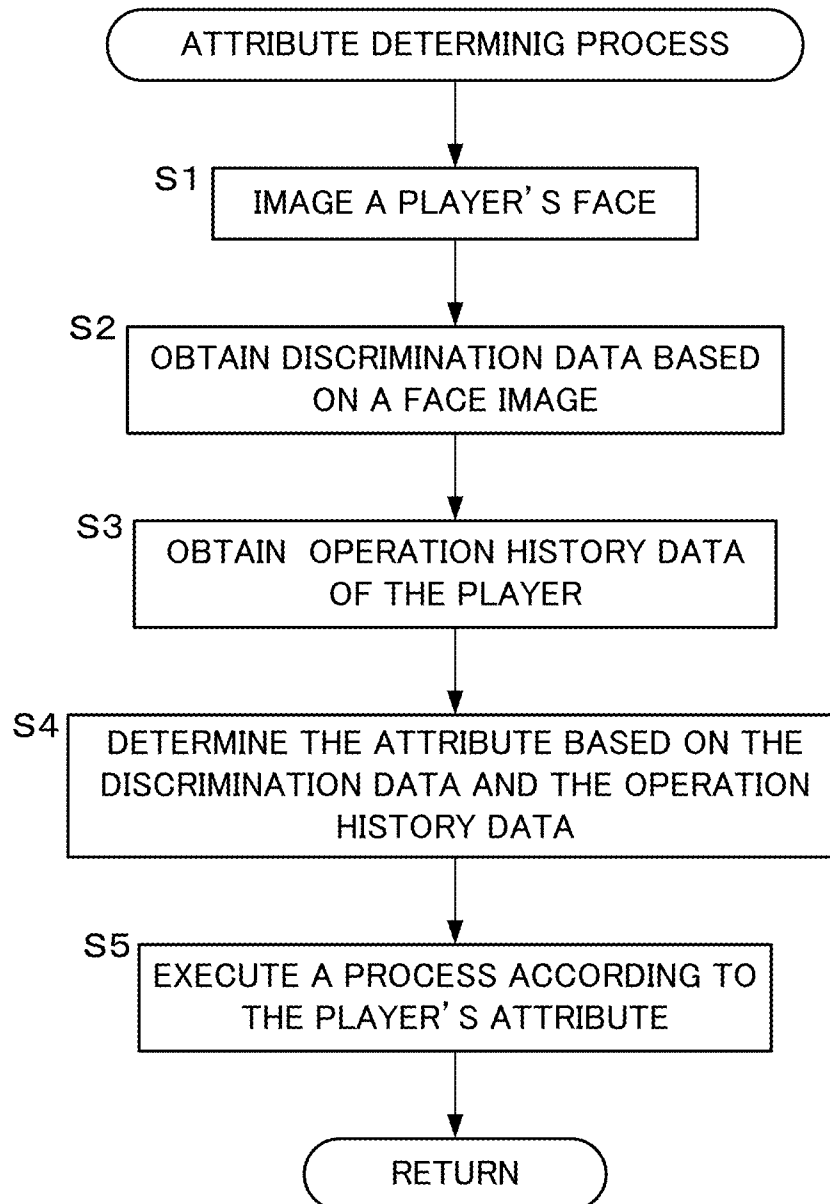 ATTRIBUTE DETERMINIG PROCESS
S1
IMAGE A PLAYER'S FACE
S2
OBTAIN DISCRIMINATION DATA BASED
ON A FACE IMAGE
S3
OBTAIN OPERATION HISTORY DATA
OF THE PLAYER
S4
DETERMINE THE ATTRIBUTE BASED ON THE
DISCRIMINATION DATA AND THE OPERATION
HISTORY DATA
S5
EXECUTE A PROCESS ACCORDING TO
THE PLAYER'S ATTRIBUTE
RETURN